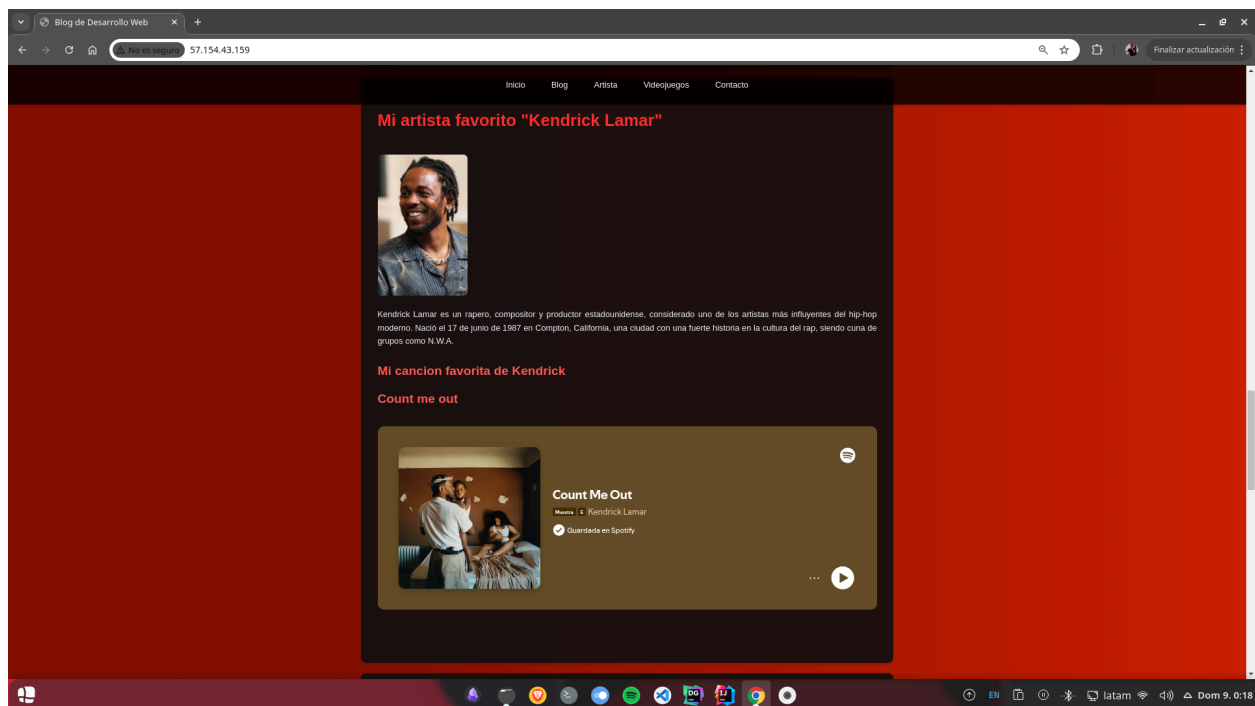 Blog de Desarrollo Web
No es seguro 57.154.43.159
Finalizar actualización
Inicio Blog Artista Videojuegos Contacto
Mi artista favorito "Kendrick Lamar"
Kendrick Lamar es un rapero, compositor y productor estadounidense, considerado uno de los artistas más influyentes del hip-hop
moderno. Nació el 17 de junio de 1987 en Compton, California, una ciudad con una fuerte historia en la cultura del rap, siendo cuna de
grupos como N.W.A.
Mi cancion favorita de Kendrick
Count me out
Count Me Out
Muestra E Kendrick Lamar
Guardada en Spotify
DG IJ EN latam Dom 9. 0:18